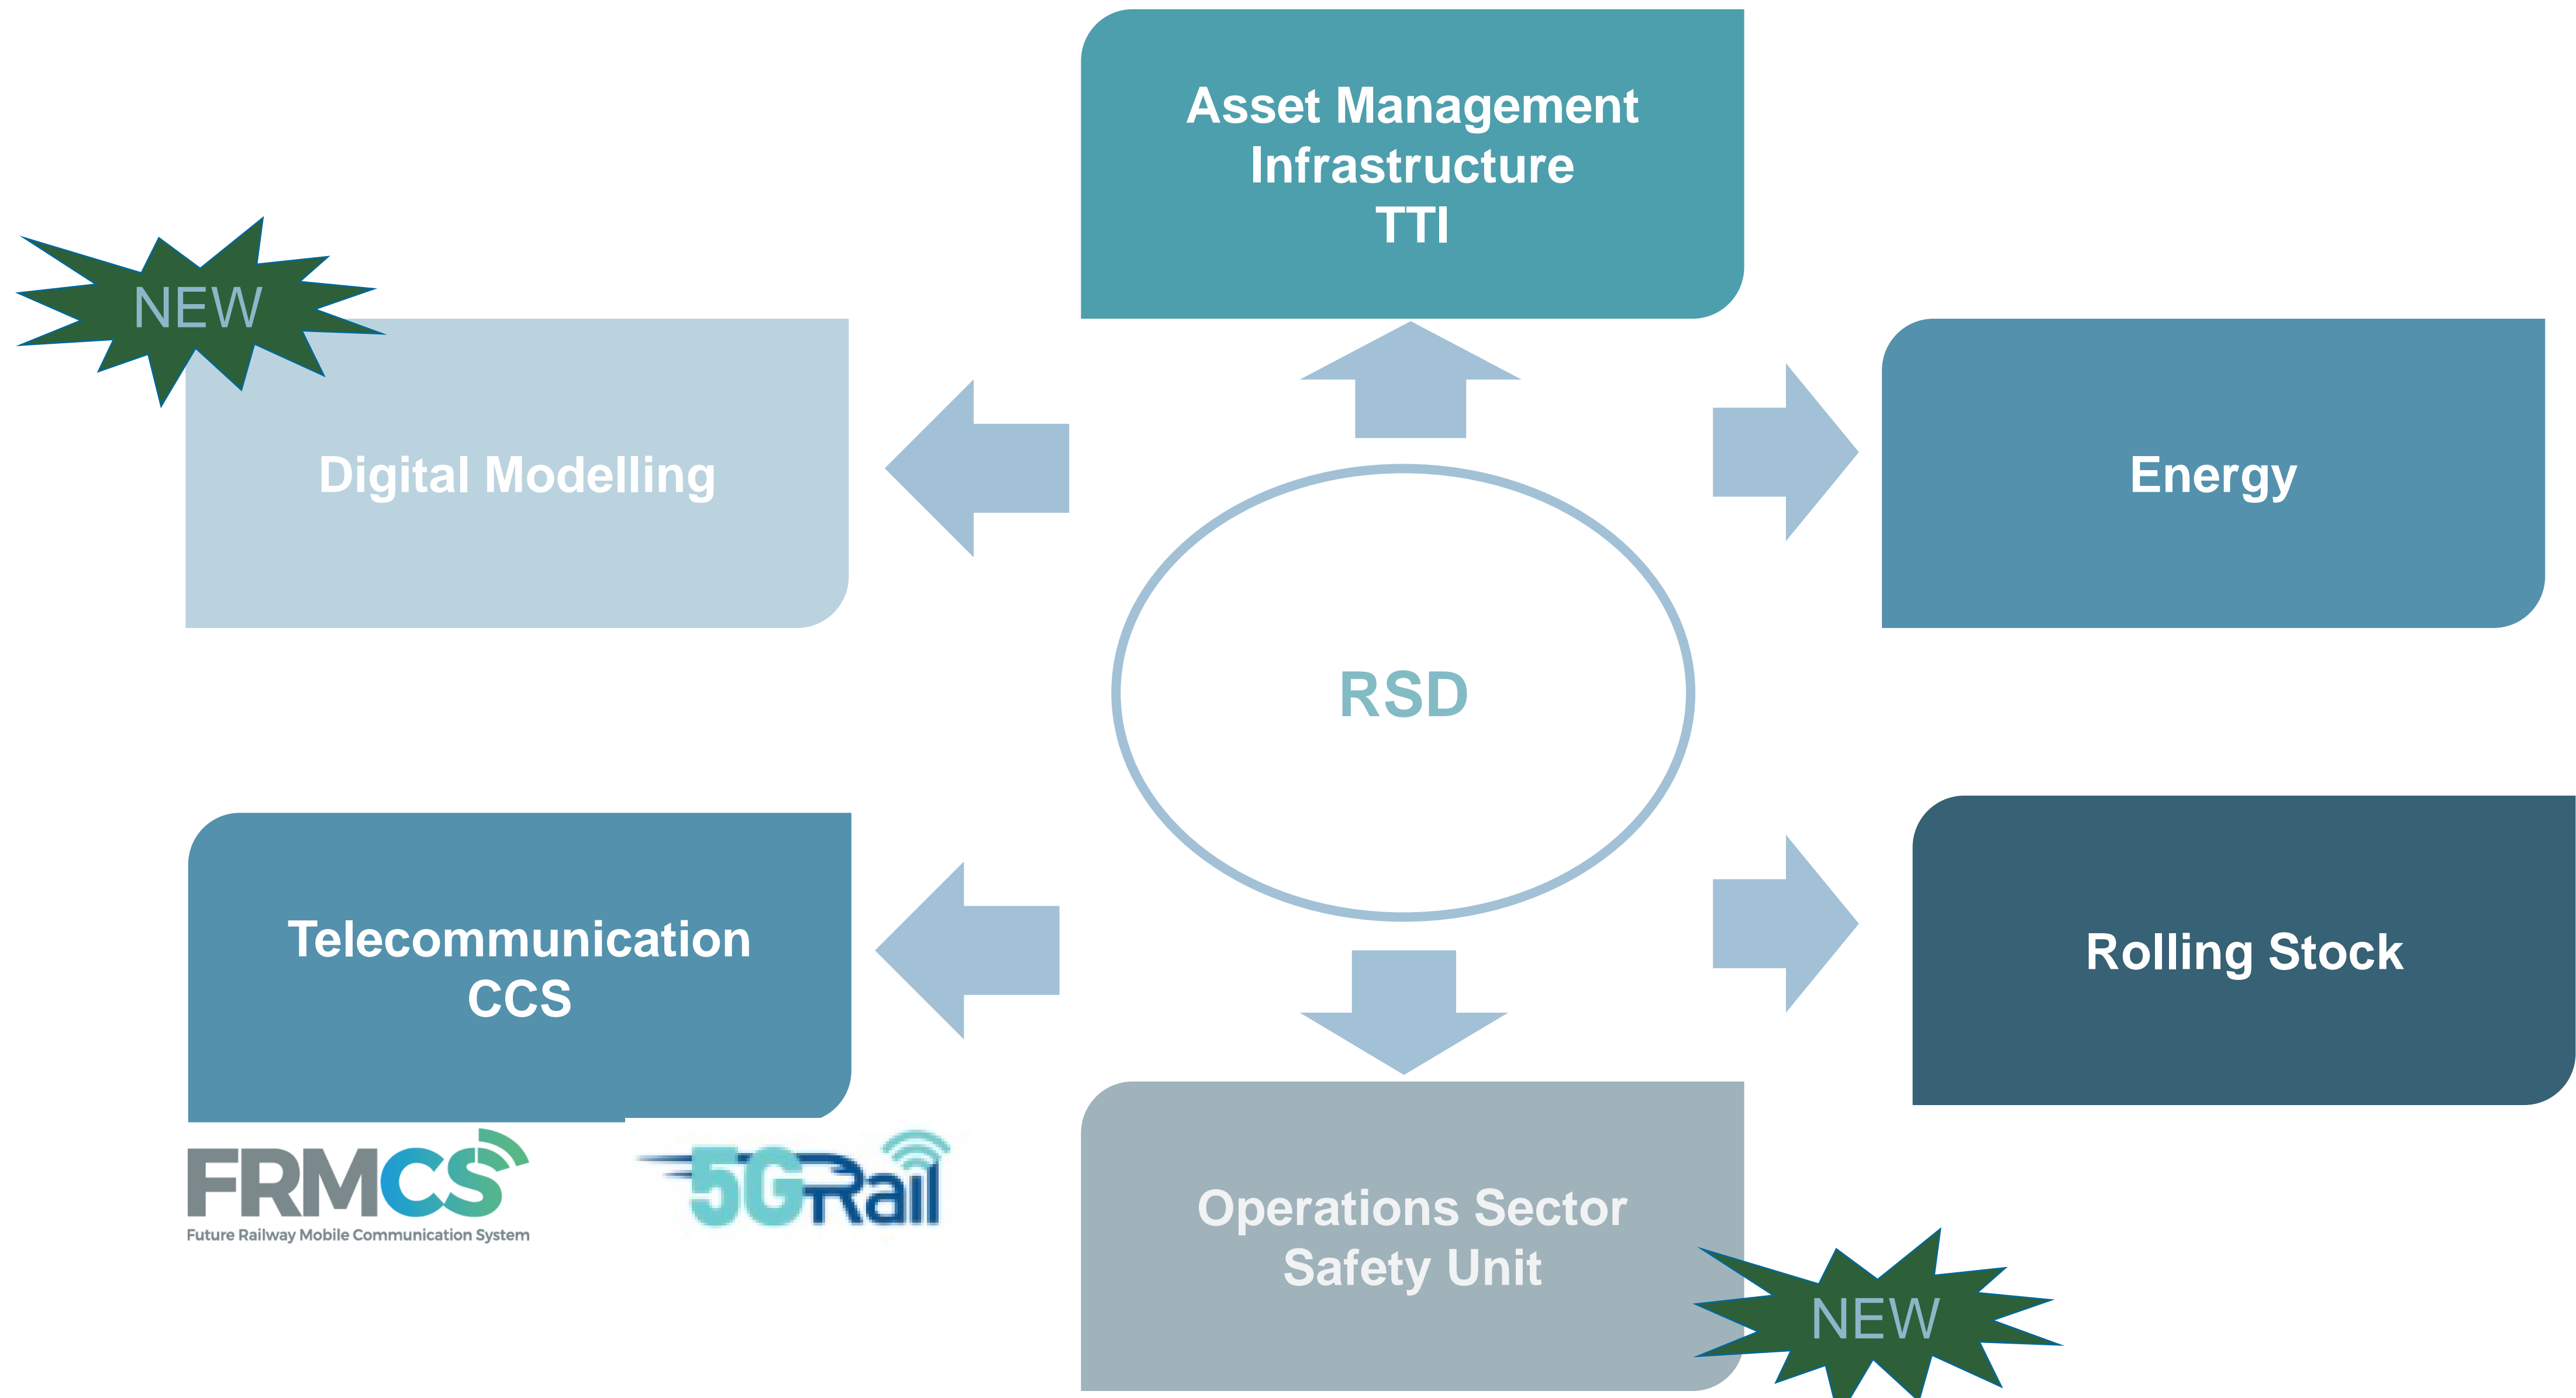 Asset Management
Infrastructure
TTI
NEW
Digital Modelling
Energy
RSD
Telecommunication
CCS
Rolling Stock
FRMCS
Future Railway Mobile Communication System
5GRail
Operations Sector
Safety Unit
NEW